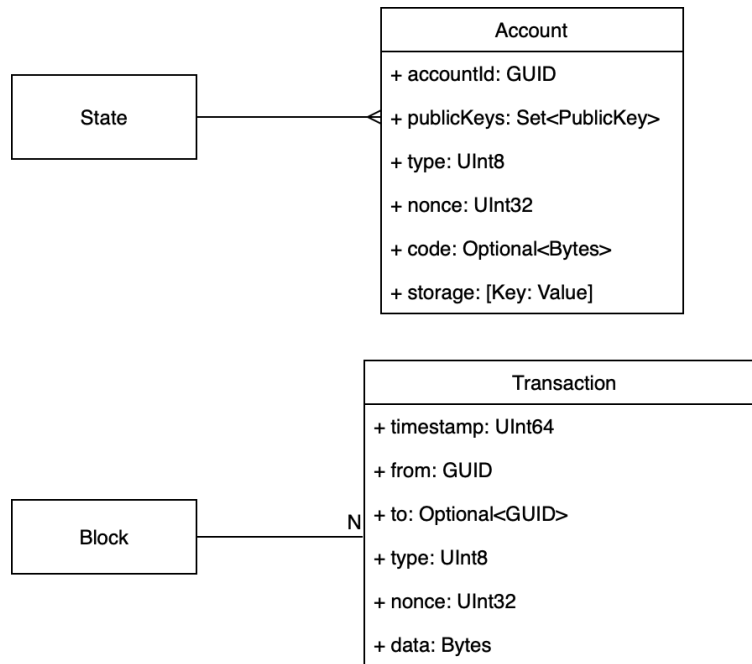 Account
+ accountId: GUID
State
+ publicKeys: Set<PublicKey>
+ type: UInt8
+ nonce: UInt32
+ code: Optional<Bytes>
+ storage: [Key: Value]
Transaction
+ timestamp: UInt64
+ from: GUID
N
+ to: Optional<GUID>
Block
+ type: UInt8
+ nonce: UInt32
+ data: Bytes